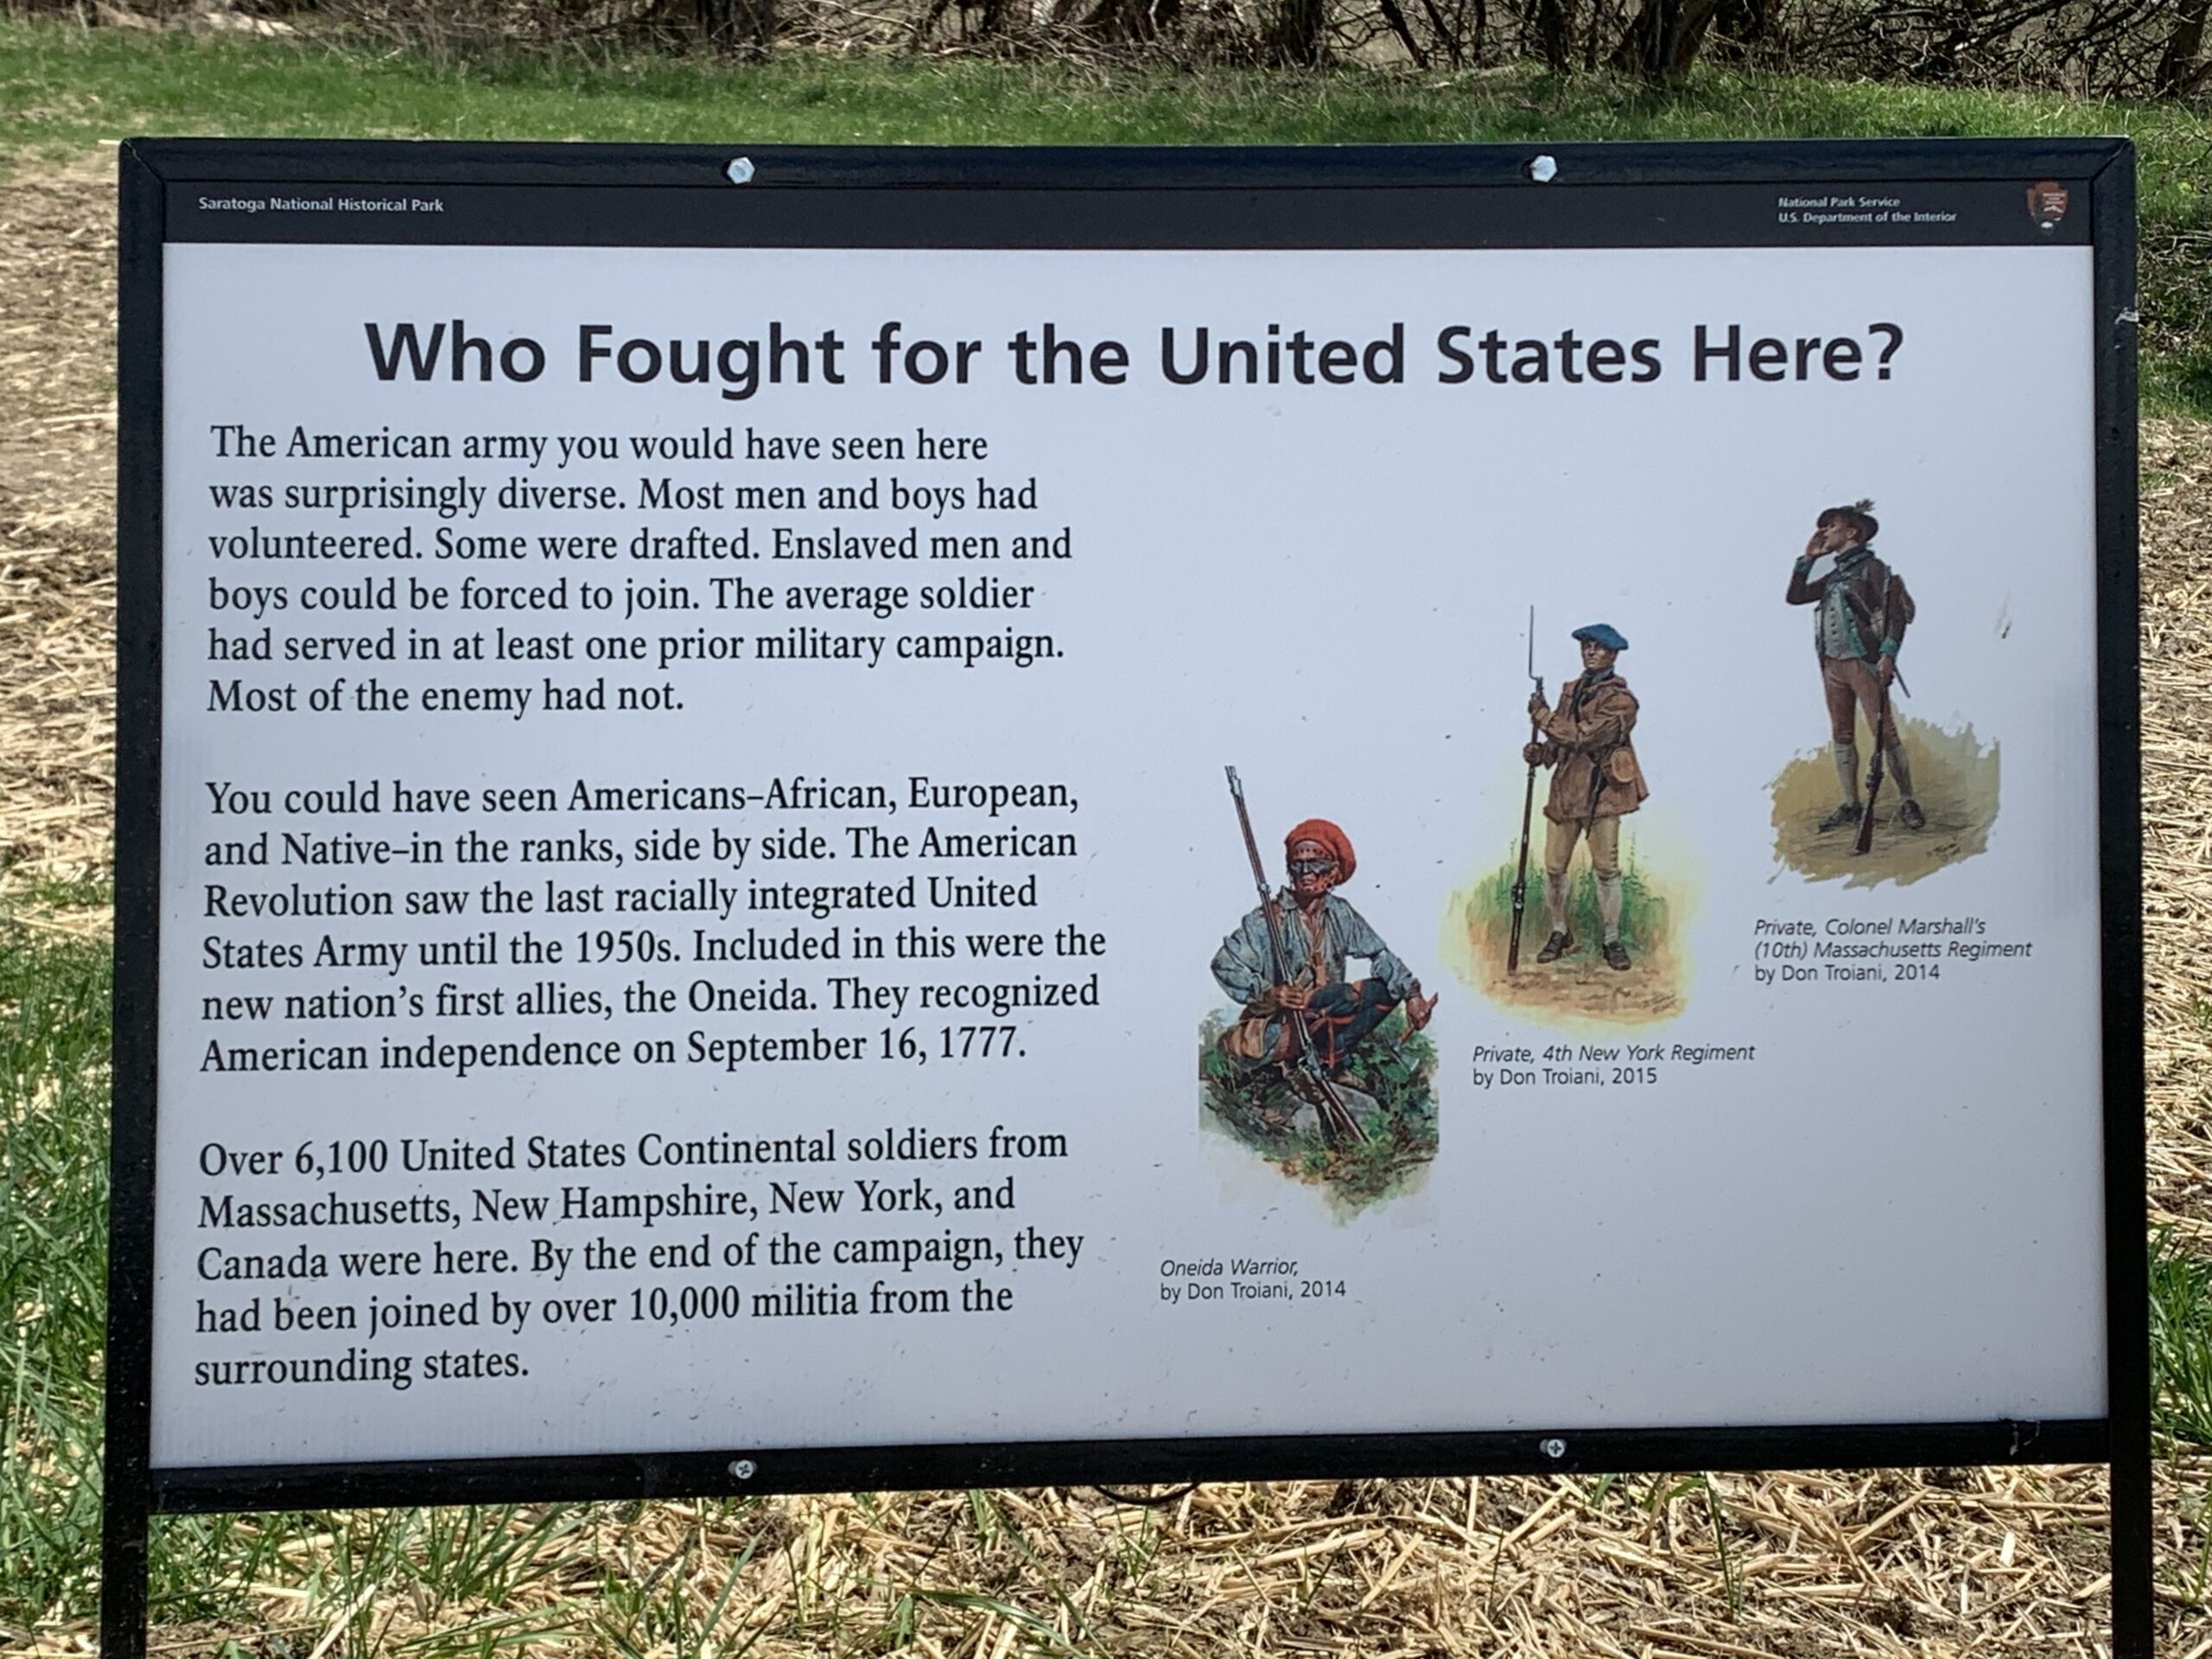 Saratoga National Historical Park
National Park Service
U.S. Department of the Interior
Who Fought for the United States Here?
The American army you would have seen here
was surprisingly diverse. Most men and boys had
volunteered. Some were drafted. Enslaved men and
boys could be forced to join. The average soldier
had served in at least one prior military campaign.
Most of the enemy had not.
You could have seen Americans–African, European,
and Native–in the ranks, side by side. The American
Revolution saw the last racially integrated United
States Army until the 1950s. Included in this were the
new nation’s first allies, the Oneida. They recognized
American independence on September 16, 1777.
Over 6,100 United States Continental soldiers from
Massachusetts, New Hampshire, New York, and
Canada were here. By the end of the campaign, they
had been joined by over 10,000 militia from the
surrounding states.
Oneida Warrior,
by Don Troiani, 2014
Private, 4th New York Regiment
by Don Troiani, 2015
Private, Colonel Marshall’s
(10th) Massachusetts Regiment
by Don Troiani, 2014